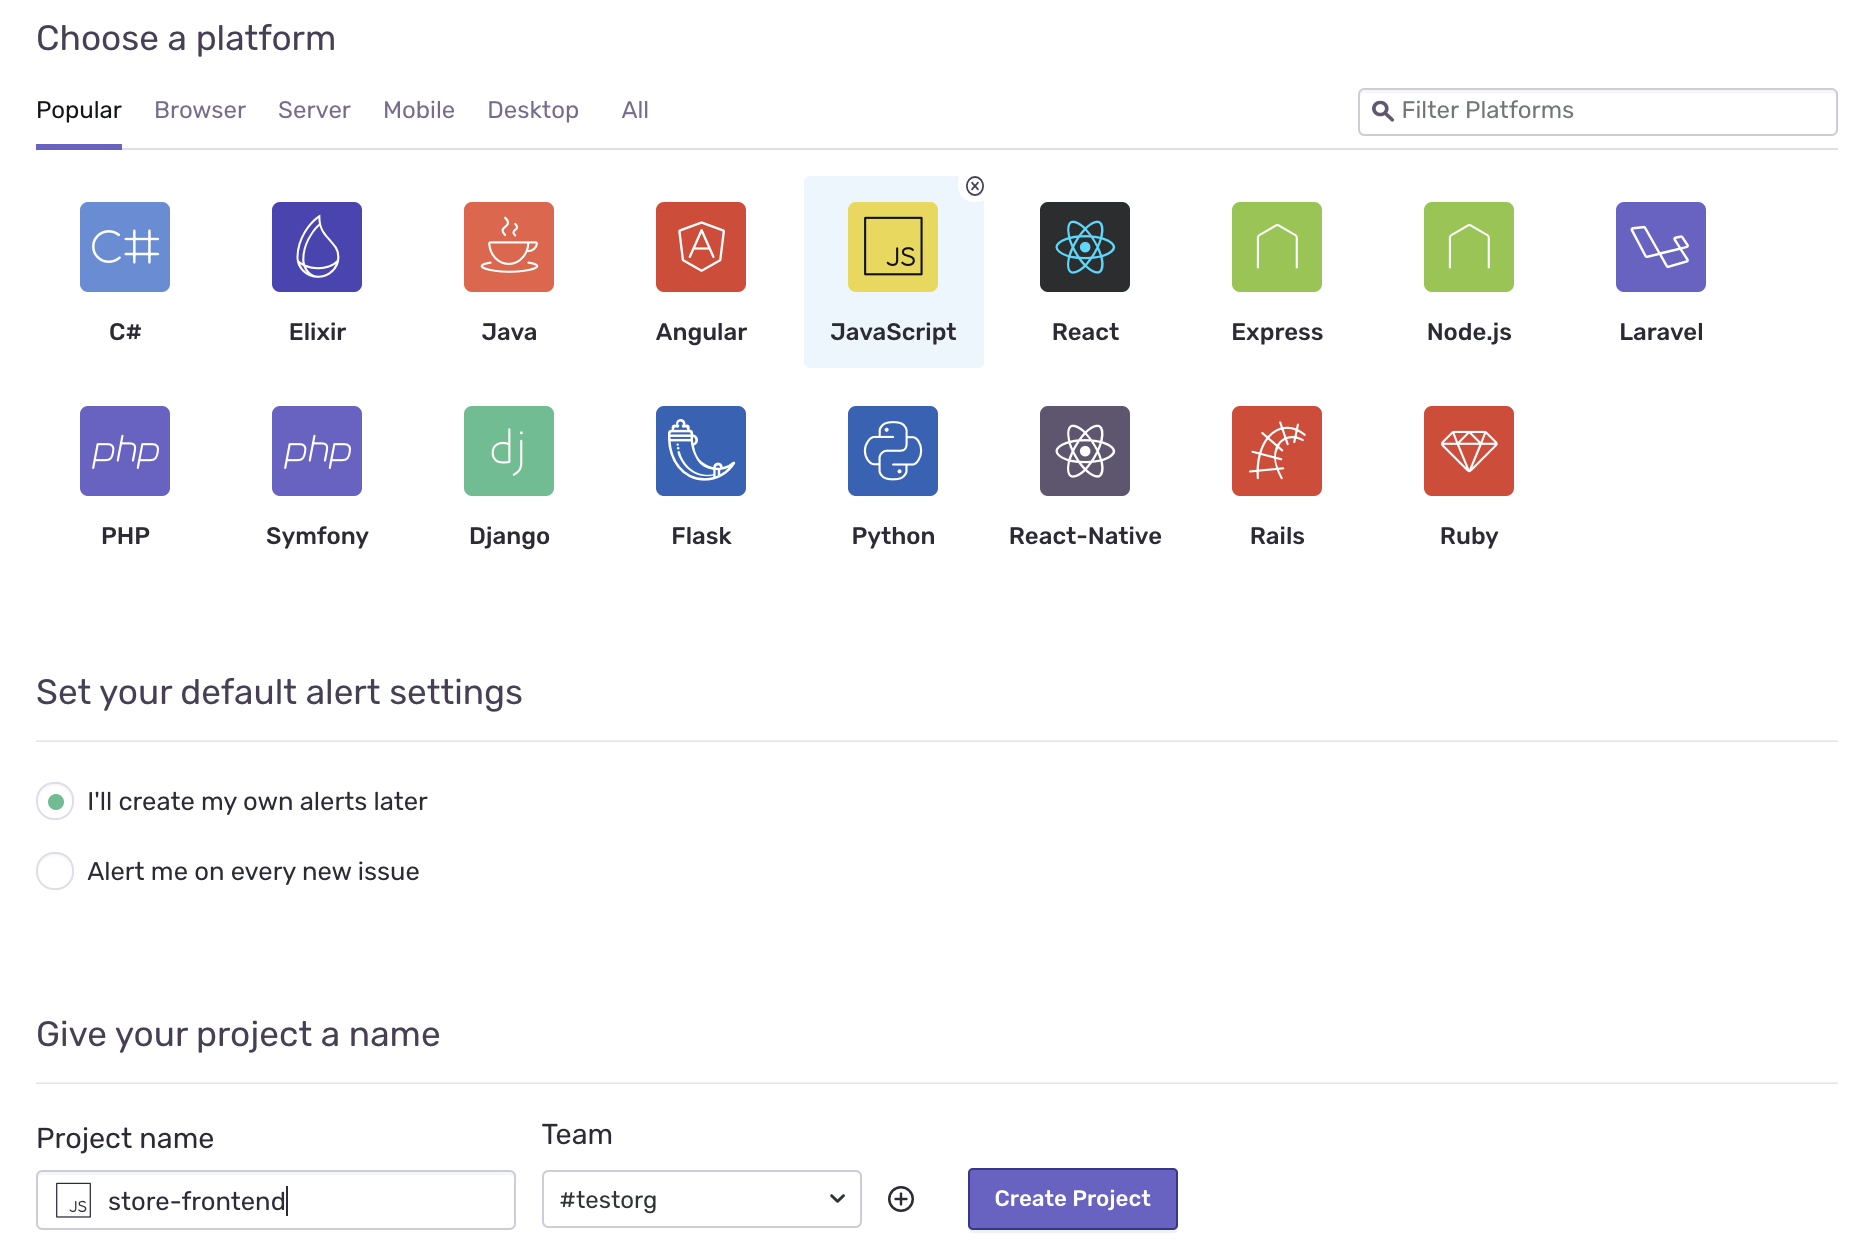 Choose a platform
Popular Browser Server Mobile Desktop All Filter Platforms
C# JS
C# Elixir Java Angular JavaScript React Express Node.js Laravel
php php dj
PHP Symfony Django Flask Python React-Native Rails Ruby
Set your default alert settings
I'll create my own alerts later
Alert me on every new issue
Give your project a name
Project name Team
JS store-frontend #testorg Create Project